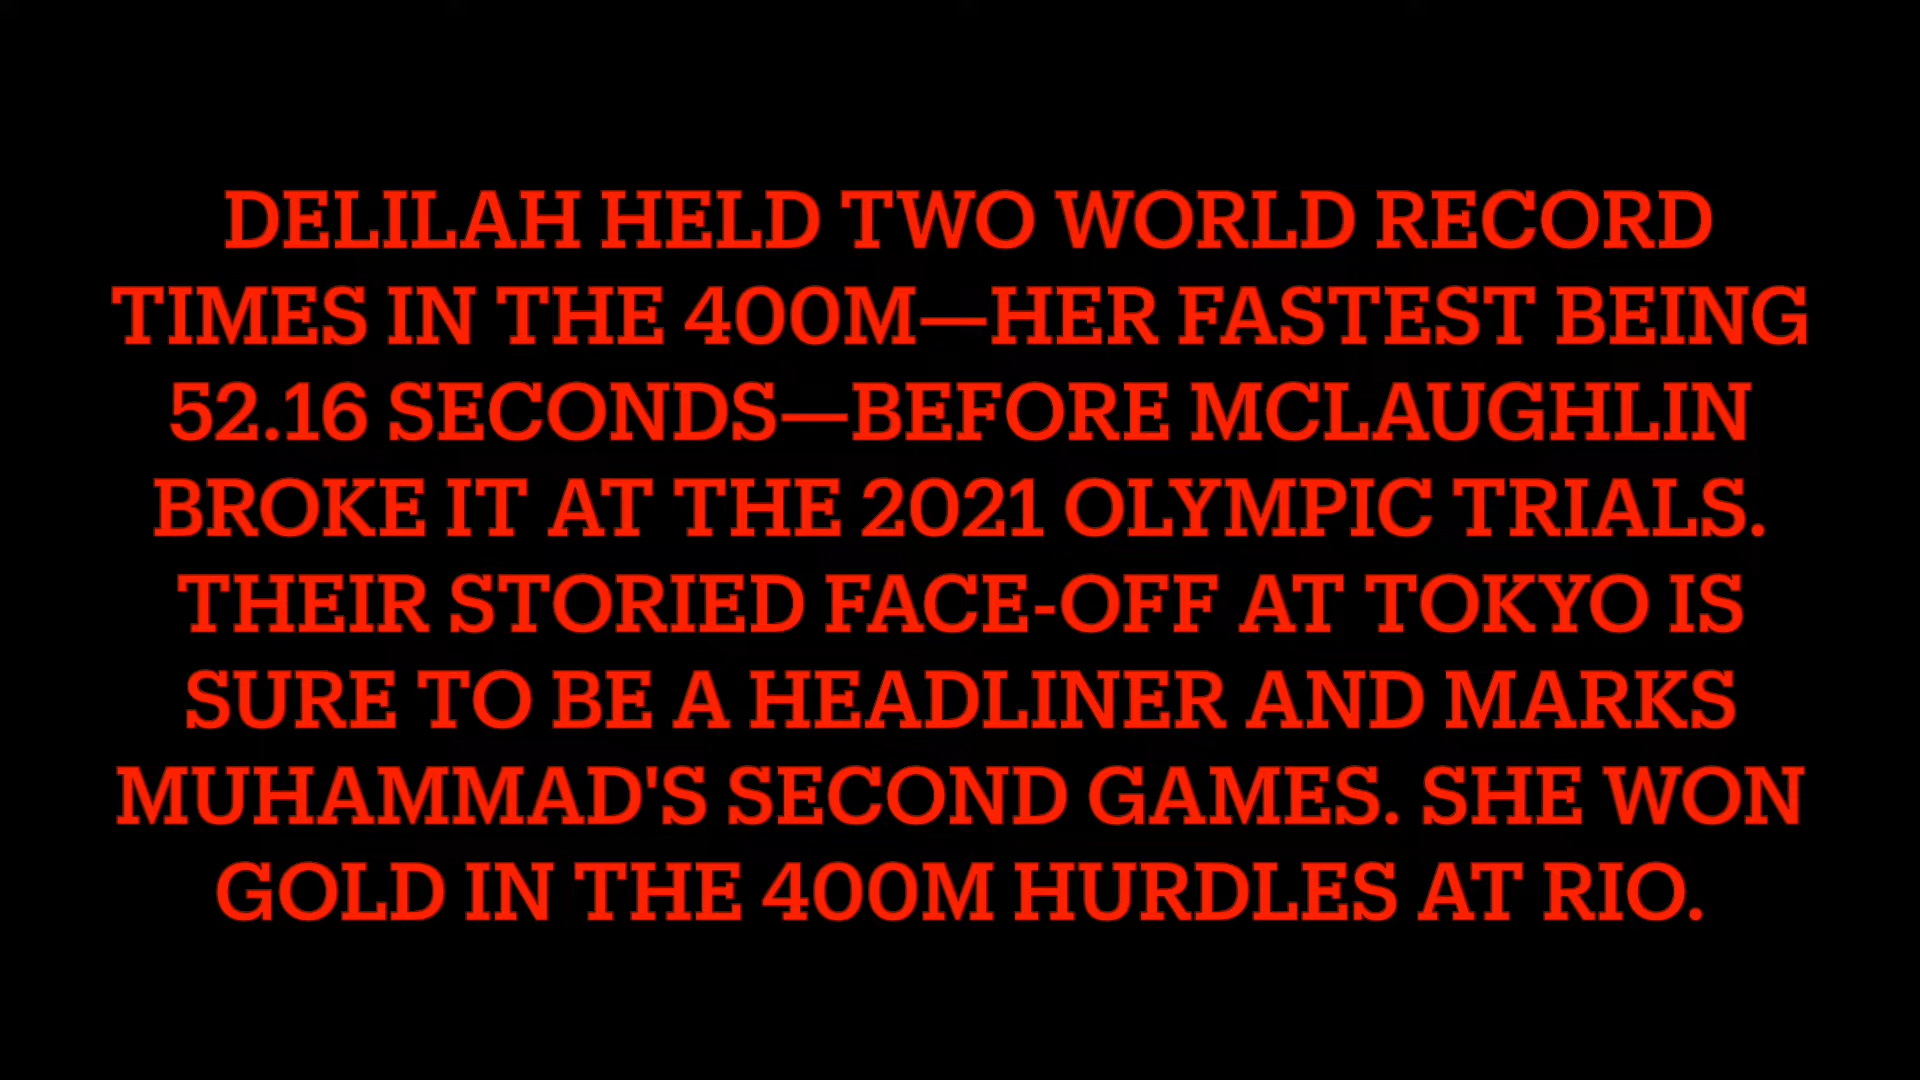 DELILAH HELD TWO WORLD RECORD
TIMES IN THE 400M—HER FASTEST BEING
52.16 SECONDS—BEFORE MCLAUGHLIN
BROKE IT AT THE 2021 OLYMPIC TRIALS.
THEIR STORIED FACE-OFF AT TOKYO IS
SURE TO BE A HEADLINER AND MARKS
MUHAMMAD'S SECOND GAMES. SHE WON
GOLD IN THE 400M HURDLES AT RIO.